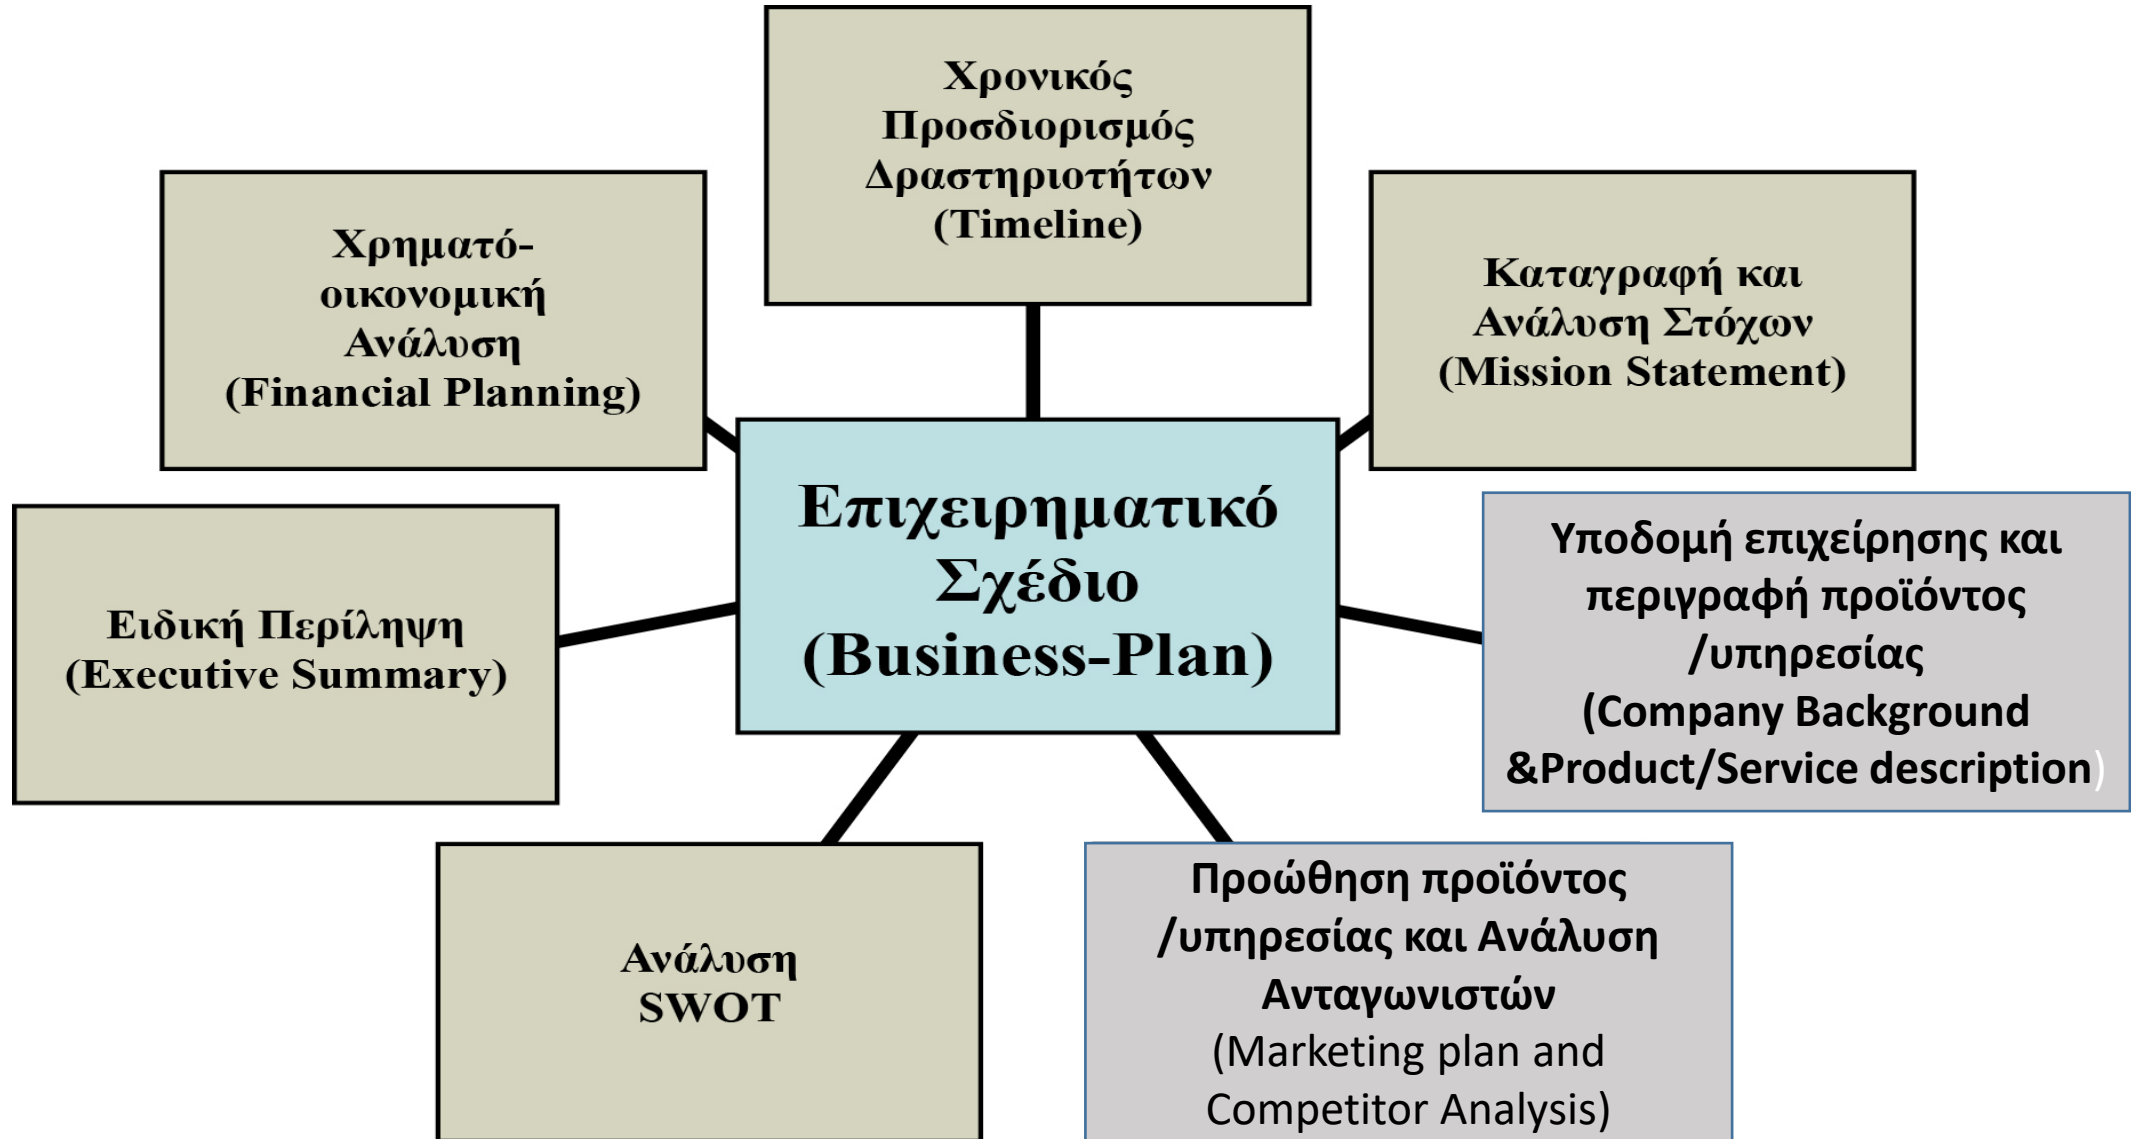 Χρονικός
Προσδιορισμός
Δραστηριοτήτων
(Timeline)
Χρηματό-
οικονομική
Ανάλυση
(Financial Planning)
Καταγραφή και
Ανάλυση Στόχων
(Mission Statement)
Επιχειρηματικό
Σχέδιο
(Business-Plan)
Υποδομή επιχείρησης και
περιγραφή προϊόντος
/υπηρεσίας
(Company Background
&Product/Service description)
Ειδική Περίληψη
(Executive Summary)
Ανάλυση
SWOT
Προώθηση προϊόντος
/υπηρεσίας και Ανάλυση
Ανταγωνιστών
(Marketing plan and
Competitor Analysis)